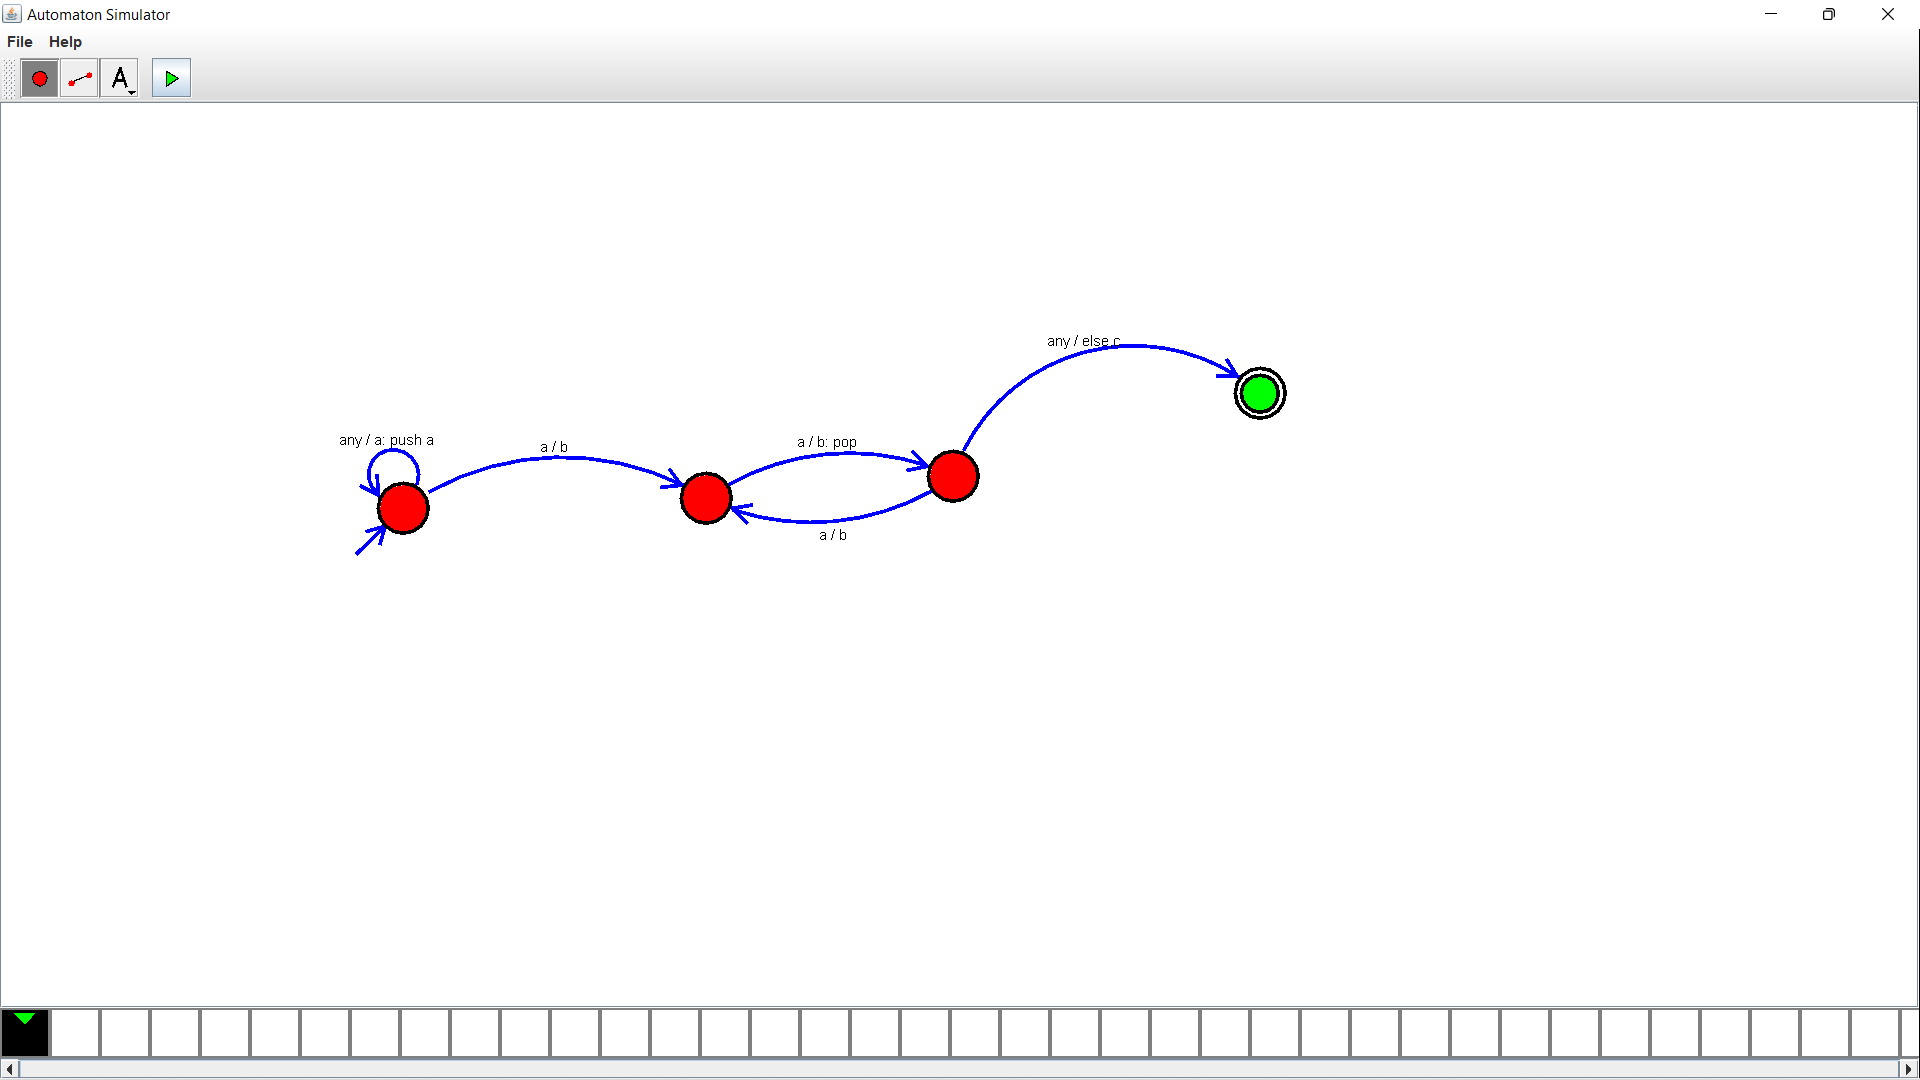 Automaton Simulator
File Help
A
any / else c
any / a: push a
a / b
a / b: pop
a / b